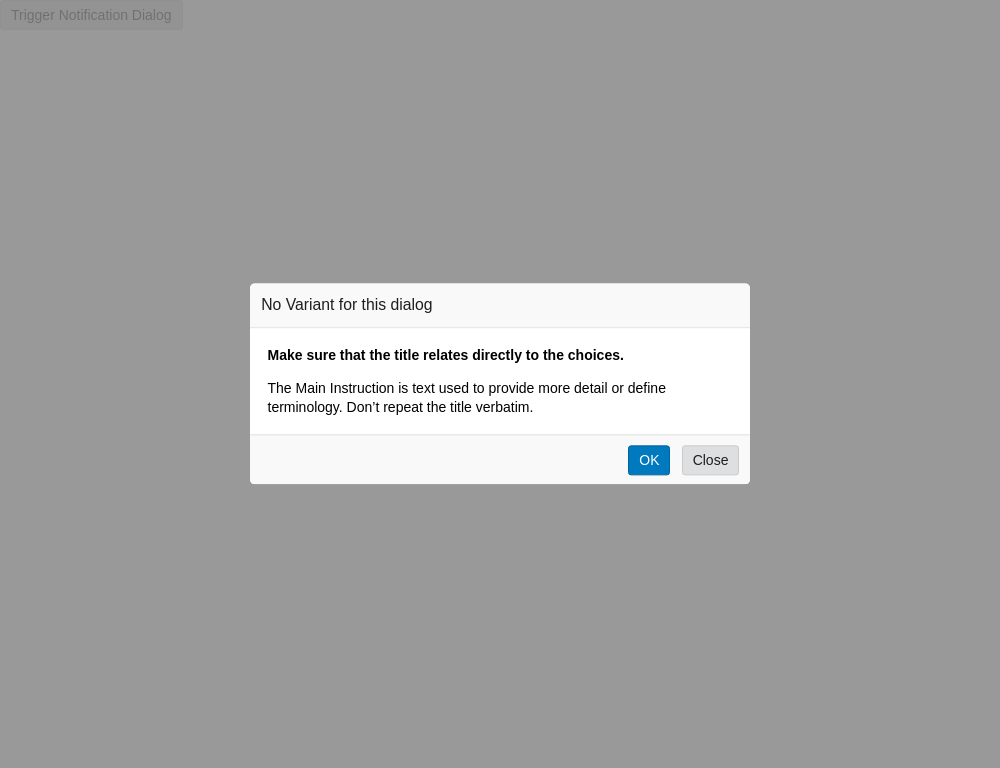 Trigger Notification Dialog
No Variant for this dialog
Make sure that the title relates directly to the choices.
The Main Instruction is text used to provide more detail or define
terminology. Don’t repeat the title verbatim.
OK Close